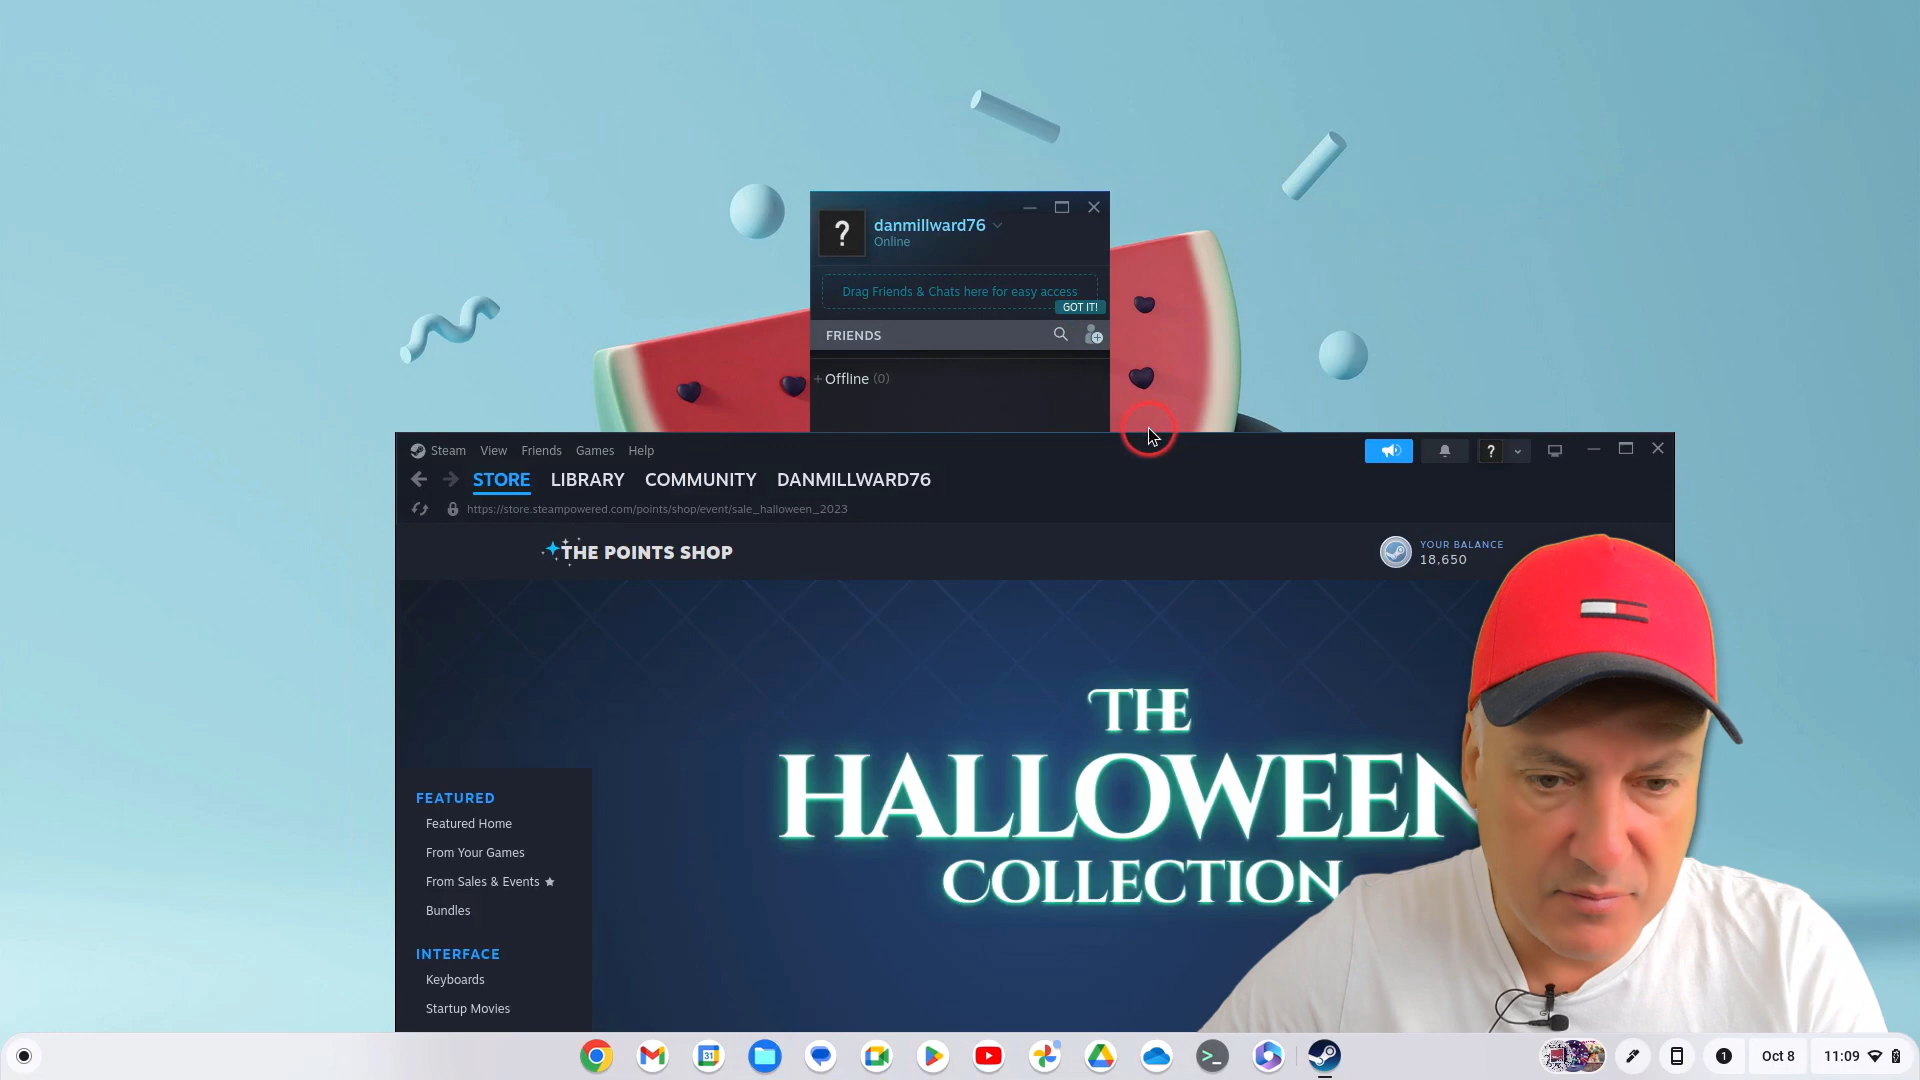 danmillward76
Online
Drag Friends & Chats here for easy access
GOT IT!
FRIENDS
+ Offline (0)
Steam View Friends Games Help
?
STORE LIBRARY COMMUNITY DANMILLWARD76
https://store.steampowered.com/points/shop/event/sale_halloween_2023
THE POINTS SHOP
YOUR BALANCE
18,650
THE
HALLOWEEN
COLLECTION
FEATURED
Featured Home
From Your Games
From Sales & Events
Bundles
INTERFACE
Keyboards
Startup Movies
31
1
Oct 8
11:09